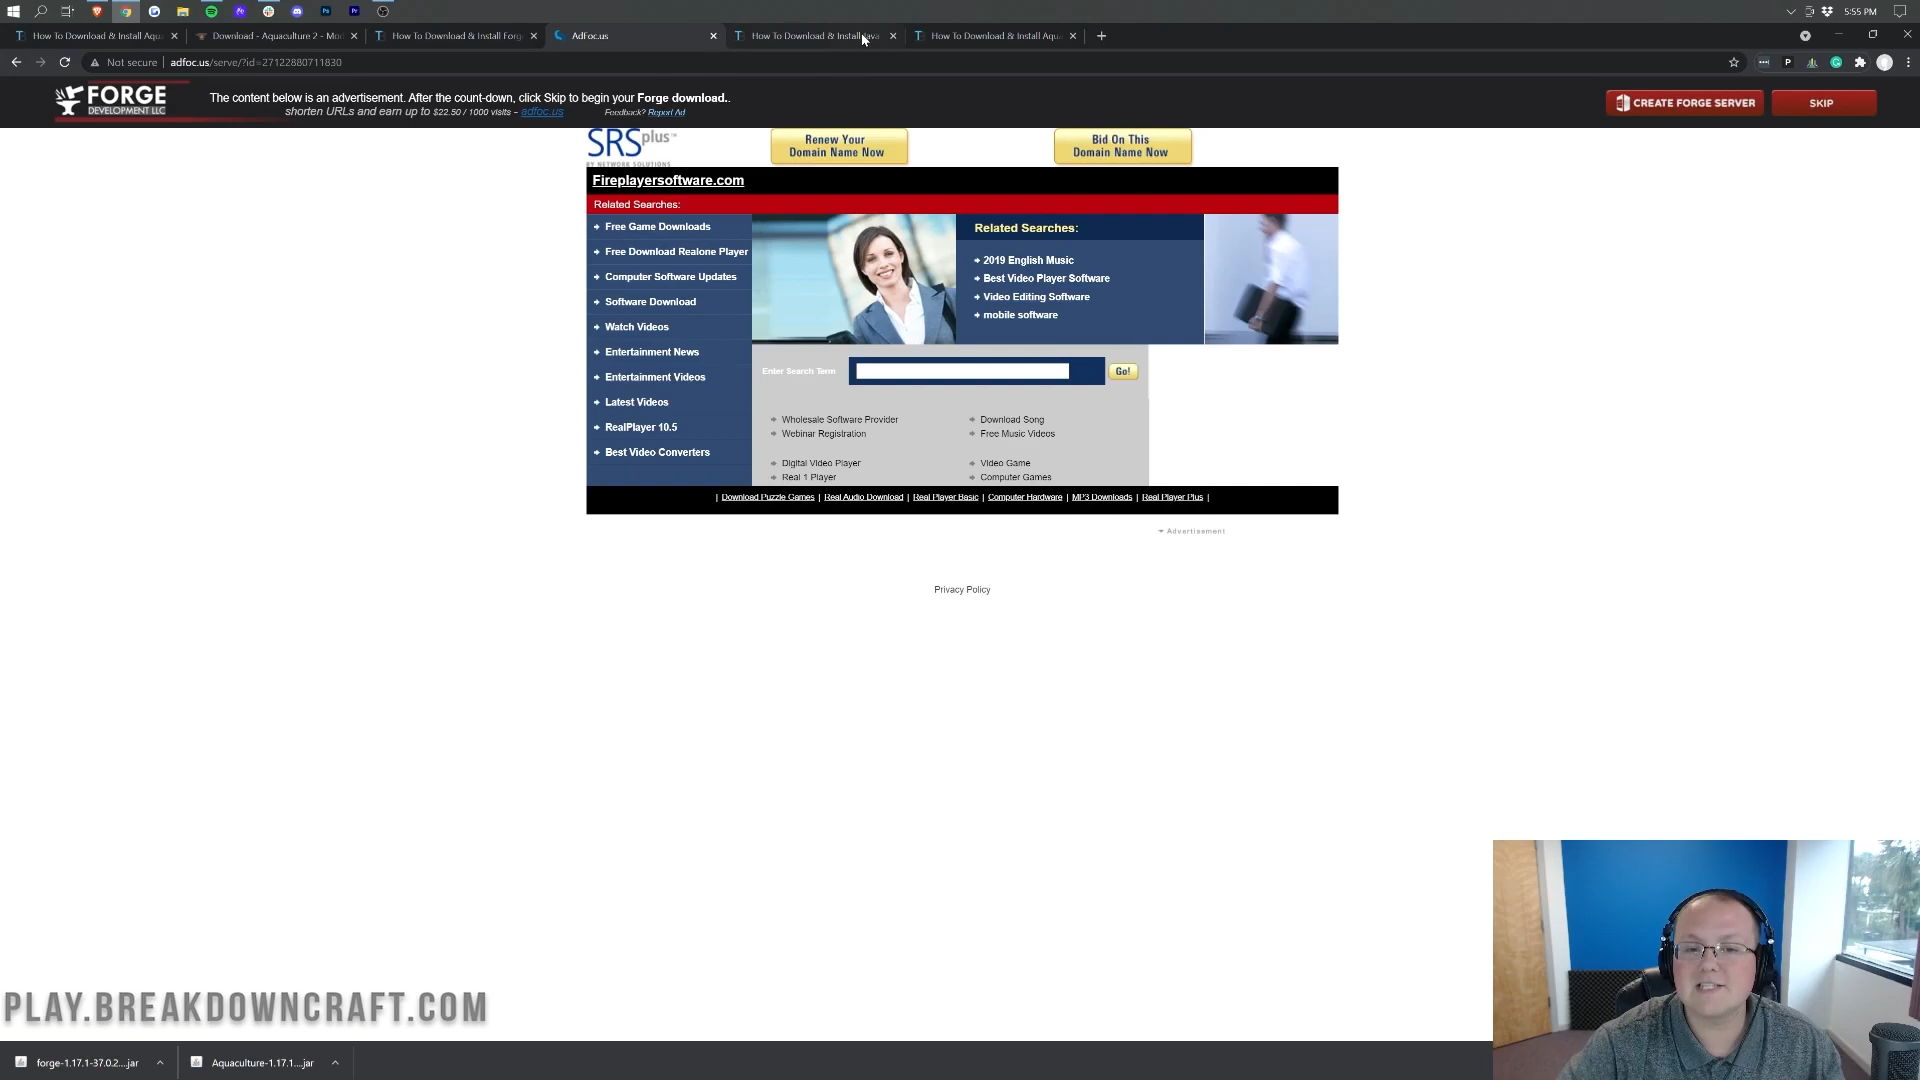 5:55 PM
How To Download & Install Aqu
Download - Aquaculture 2 - Mod
How To Download & Install Forg
AdFoc.us
How To Download & Install Java
How To Download & Install Aqu
Not secure | adfoc.us/serve/?id=27122880711830
FORGE
DEVELOPMENT LLC
The content below is an advertisement. After the count-down, click Skip to begin your Forge download..
shorten URLs and earn up to $22.50 / 1000 visits - adfoc.us
Feedback? Report Ad
CREATE FORGE SERVER
SKIP
SRSplus™
BY NETWORK SOLUTIONS
Renew Your
Domain Name Now
Bid On This
Domain Name Now
Fireplayersoftware.com
Related Searches:
Free Game Downloads
Free Download Realone Player
Computer Software Updates
Software Download
Watch Videos
Entertainment News
Entertainment Videos
Latest Videos
RealPlayer 10.5
Best Video Converters
Related Searches:
2019 English Music
Best Video Player Software
Video Editing Software
mobile software
Enter Search Term
Go!
Wholesale Software Provider
Download Song
Webinar Registration
Free Music Videos
Digital Video Player
Video Game
Real 1 Player
Computer Games
| Download Puzzle Games | Real Audio Download | Real Player Basic | Computer Hardware | MP3 Downloads | Real Player Plus |
Advertisement
Privacy Policy
PLAY.BREAKDOWNCRAFT.COM
forge-1.17.1-37.0.2....jar
Aquaculture-1.17.1....jar